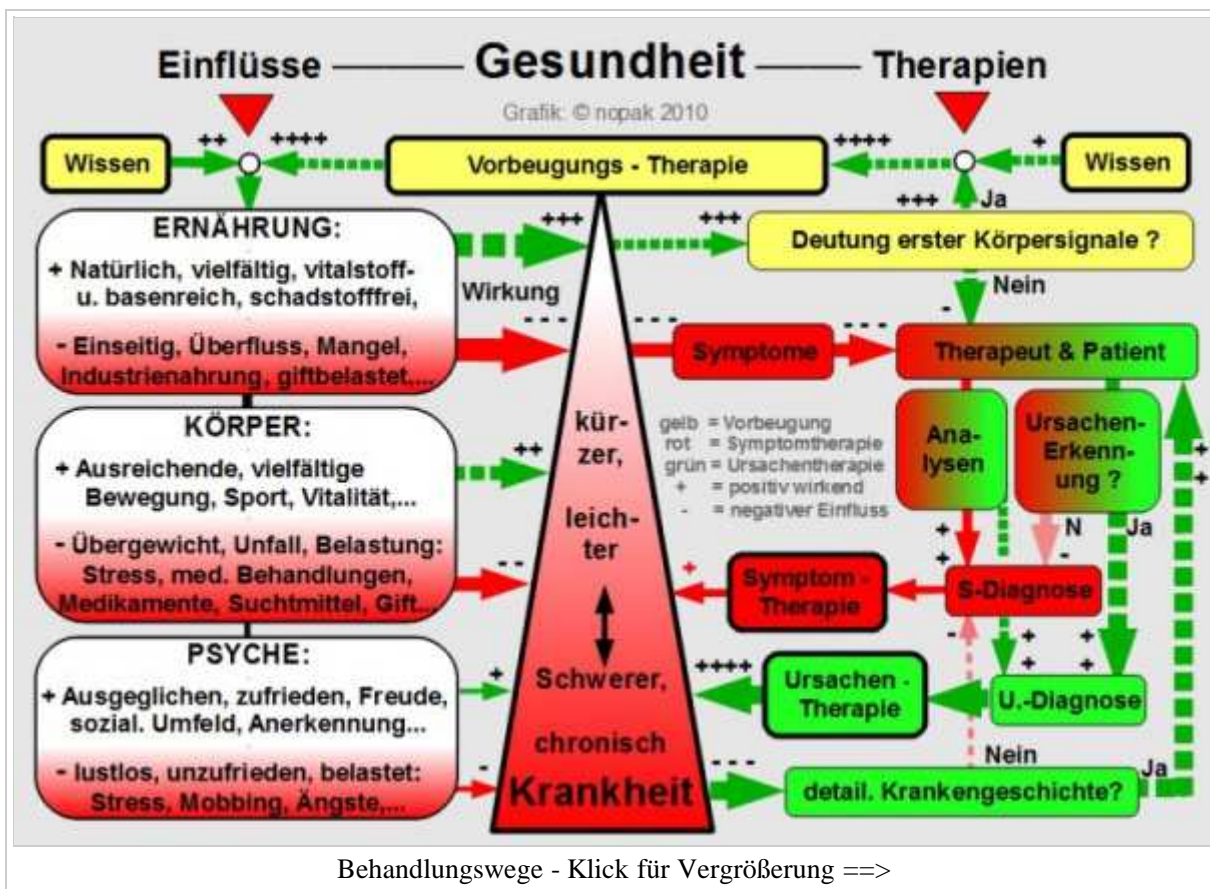 Einflüsse Gesundheit Therapien
Grafik: © nopak 2010
++ ++++ ++++ +
Wissen Vorbeugungs - Therapie Wissen
+++ Ja
ERNÄHRUNG:
+ Natürlich, vielfältig, vitalstoff-
u. basenreich, schadstofffrei,
- Einseitig, Überfluss, Mangel,
Industrienahrung, giftbelastet,...
+++ +++
Wirkung
- - - - - - - - -
Deutung erster Körpersignale ?
Nein
-
Symptome
Therapeut & Patient
KÖRPER:
+ Ausreichende, vielfältige
Bewegung, Sport, Vitalität,...
- Übergewicht, Unfall, Belastung:
Stress, med. Behandlungen,
Medikamente, Suchtmittel, Gift...
++
- -
kür-
zer,
leich-
ter
Schwerer,
chronisch
Krankheit
gelb = Vorbeugung
rot = Symptomtherapie
grün = Ursachentherapie
+ = positiv wirkend
- = negativer Einfluss
Ana-
lysen
Ursachen-
Erkenn-
ung ?
+
+
N
Ja
+
+
-
+
Symptom -
Therapie
S-Diagnose
PSYCHE:
+ Ausgeglichen, zufrieden, Freude,
sozial. Umfeld, Anerkennung...
- lustlos, unzufrieden, belastet:
Stress, Mobbing, Ängste,...
+
-
++++
Ursachen -
Therapie
-
+
+
+
+
U.-Diagnose
Nein
- - -
detail. Krankengeschichte?
Ja
Behandlungswege - Klick für Vergrößerung ==>